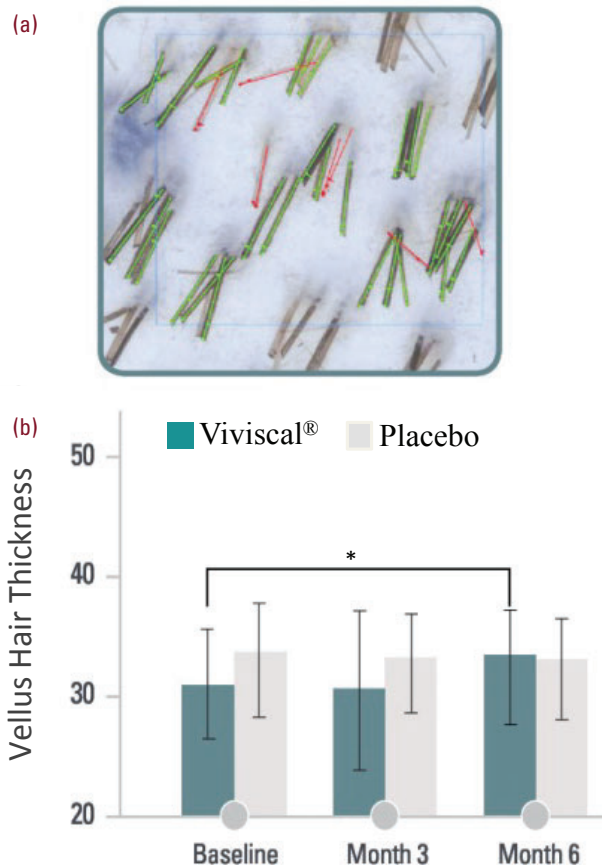 (a)
(b)
Viviscal® Placebo
Vellus Hair Thickness
50
40
30
20
*
Baseline Month 3 Month 6